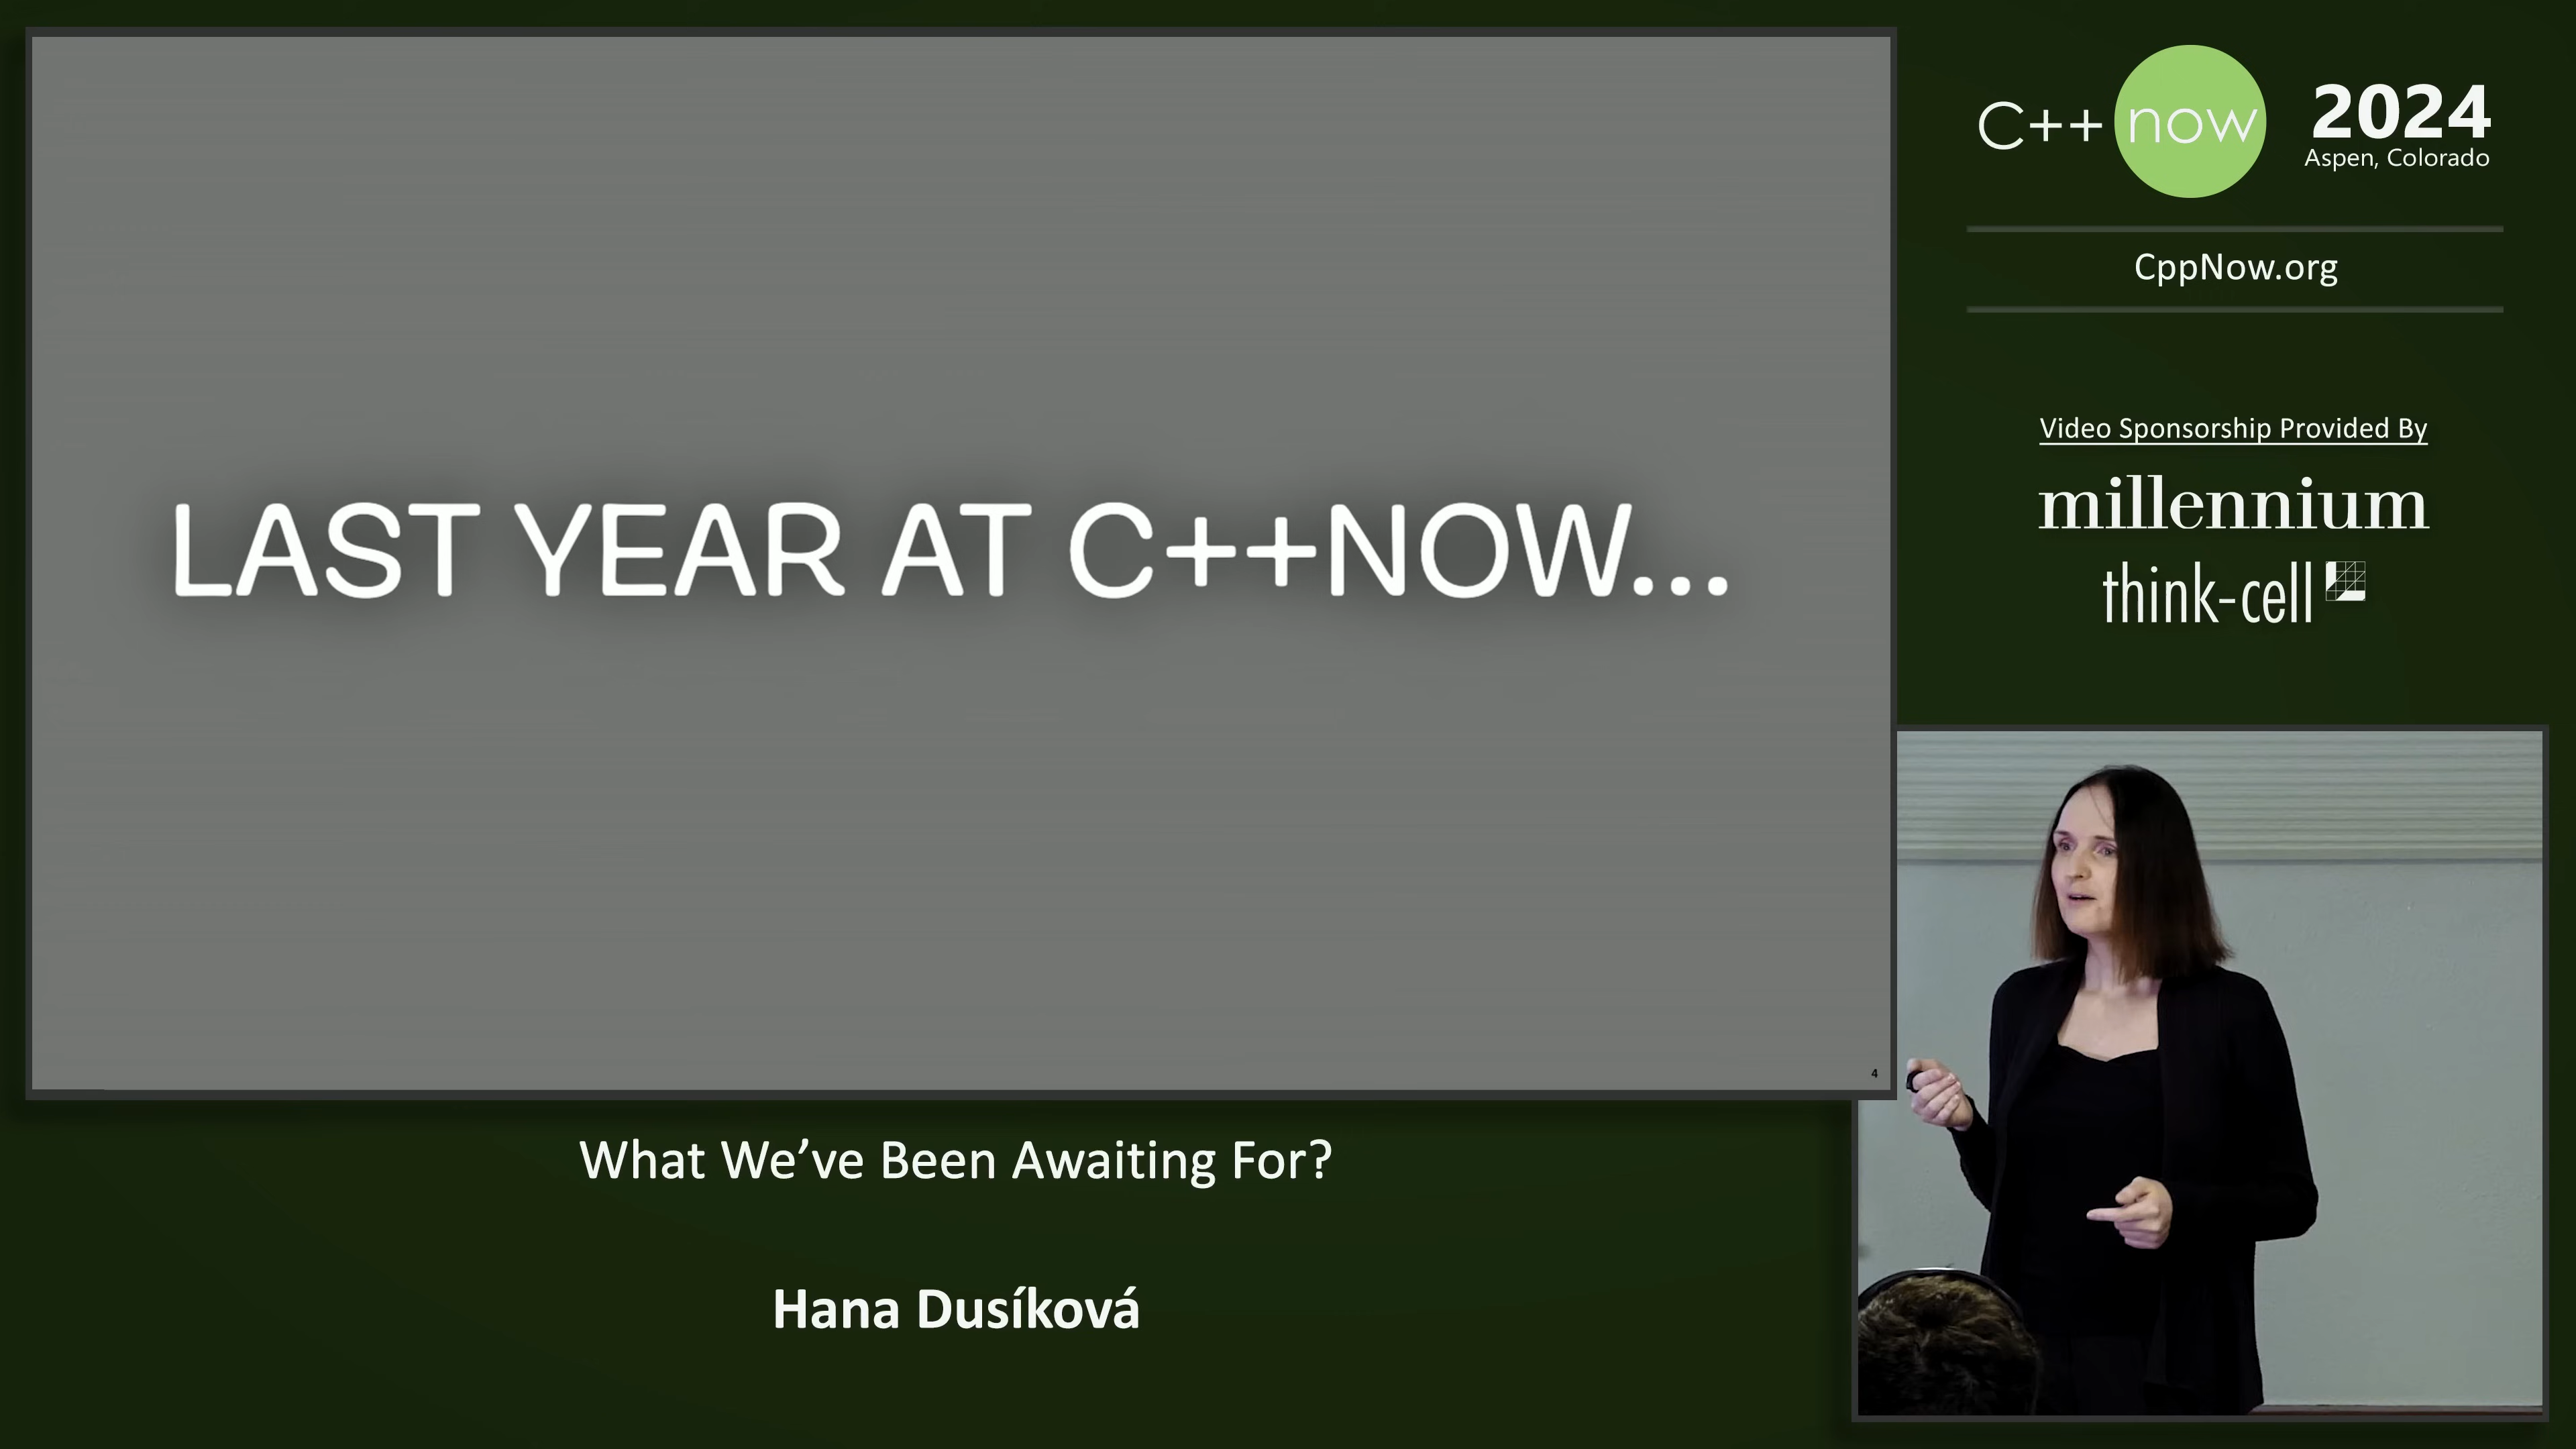 LAST YEAR AT C++NOW...
4
What We’ve Been Awaiting For?
Hana Dusíková
C++ now
2024
Aspen, Colorado
CppNow.org
Video Sponsorship Provided By
millennium
think-cell